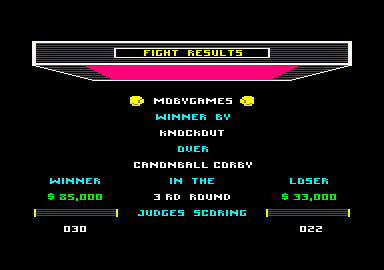 FIGHT RESULTS
MOBYGAMES
WINNER BY
KNOCKOUT
OVER
CANONBALL CORBY
WINNER IN THE LOSER
$ 85,000 3 RD ROUND $ 33,000
JUDGES SCORING
030 022